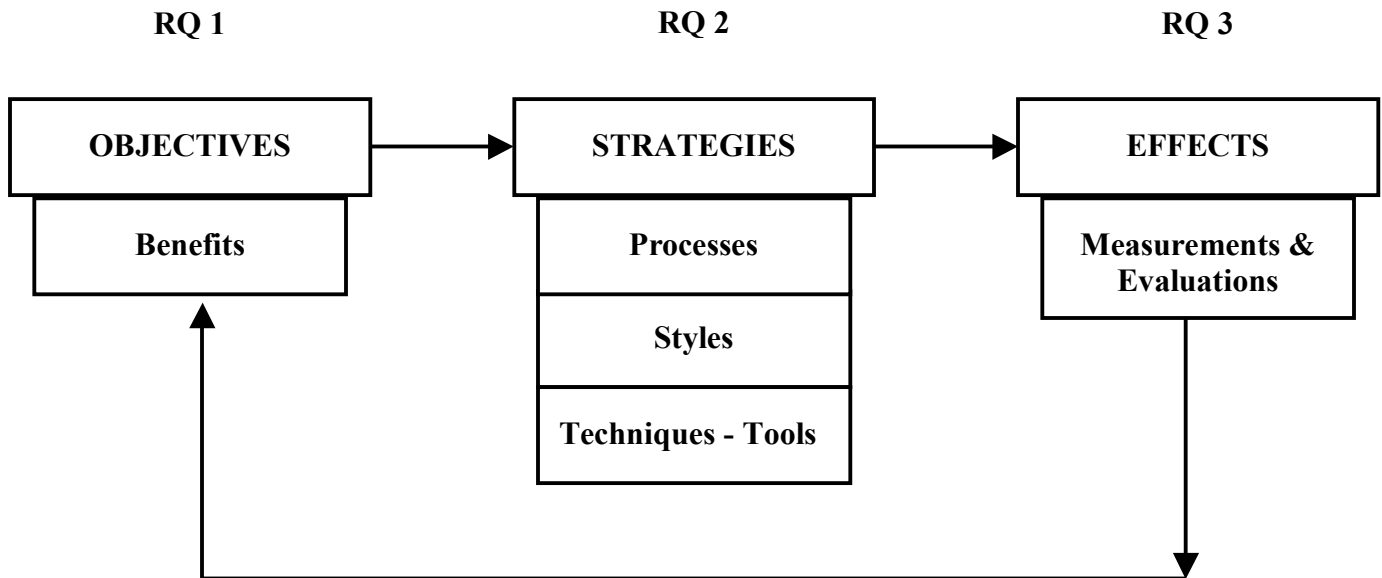 RQ 1
RQ 2
RQ 3
OBJECTIVES
STRATEGIES
EFFECTS
Benefits
Processes
Measurements &
Evaluations
Styles
Techniques - Tools